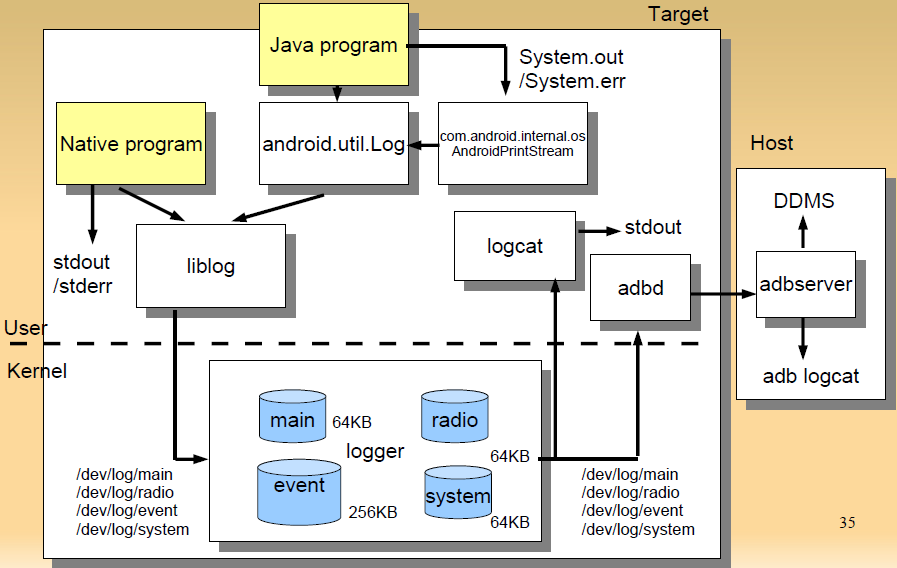 Target
Java program
System.out
/System.err
Native program
android.util.Log
com.android.internal.os
AndroidPrintStream
Host
DDMS
logcat
stdout
stdout
/stderr
liblog
adbd
adbserver
User
Kernel
adb logcat
main
64KB
radio
logger
64KB
event
256KB
system
64KB
/dev/log/main
/dev/log/radio
/dev/log/event
/dev/log/system
/dev/log/main
/dev/log/radio
/dev/log/event
/dev/log/system
35